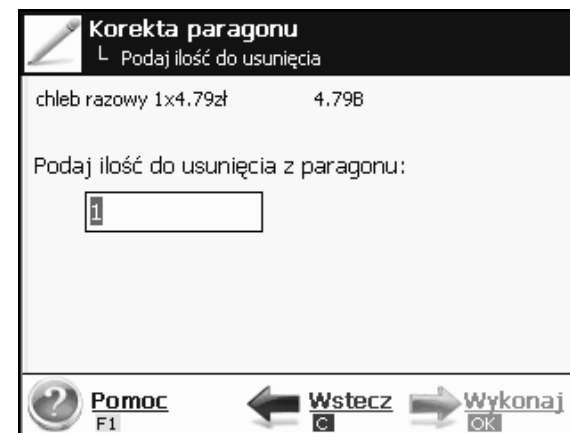 Korekta paragonu
└ Podaj ilość do usunięcia
chleb razowy 1x4.79zł 4.79B
Podaj ilość do usunięcia z paragonu:
1
? Pomoc Wstecz Wykonaj
F1 C OK